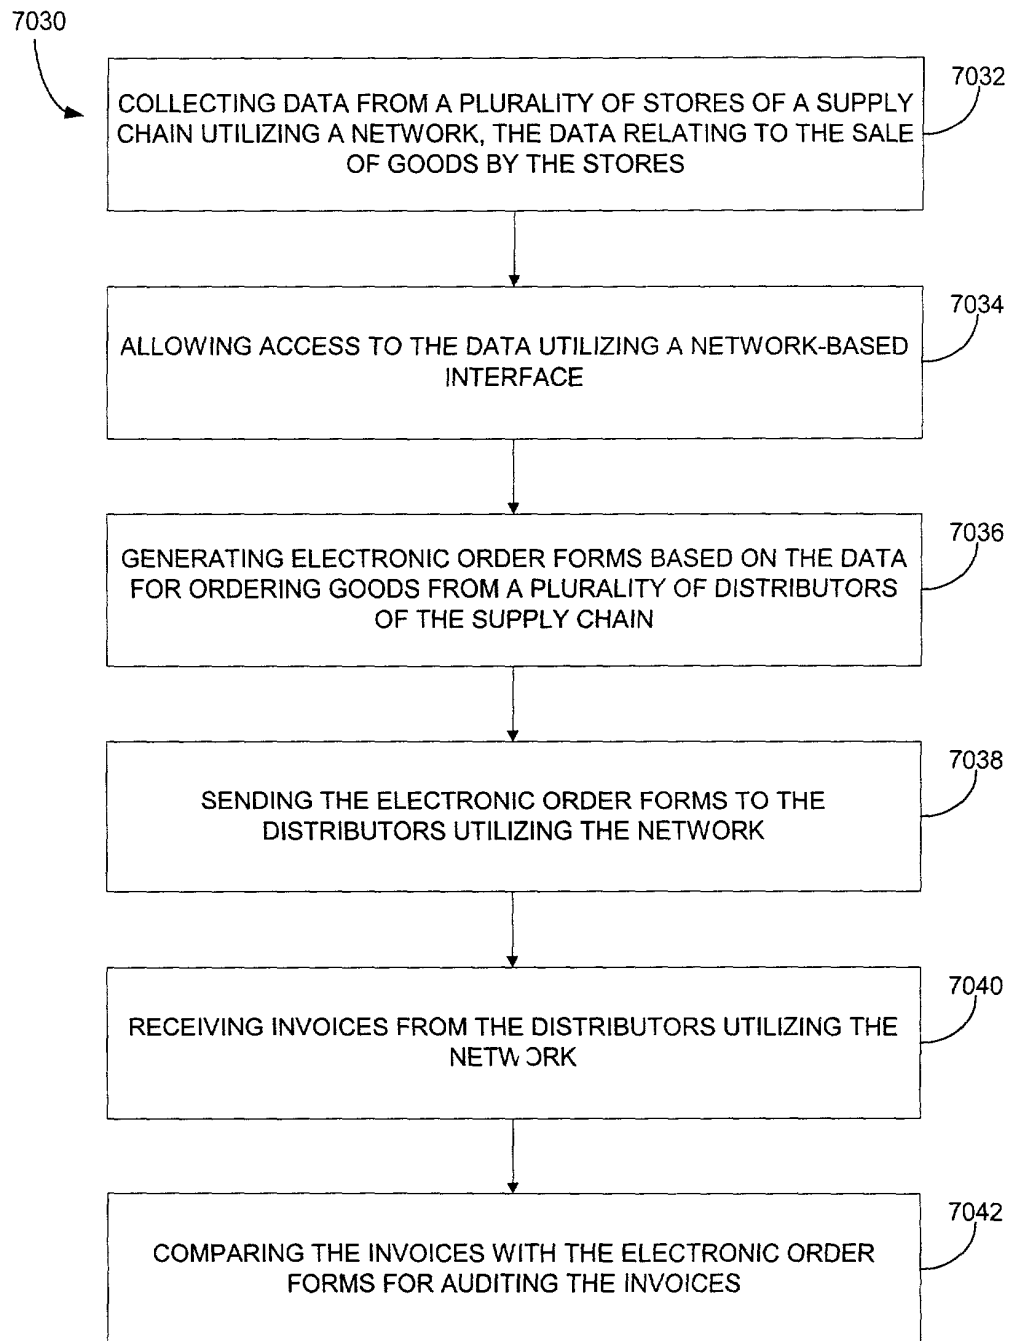 7030
7032
COLLECTING DATA FROM A PLURALITY OF STORES OF A SUPPLY
CHAIN UTILIZING A NETWORK, THE DATA RELATING TO THE SALE
OF GOODS BY THE STORES
7034
ALLOWING ACCESS TO THE DATA UTILIZING A NETWORK-BASED
INTERFACE
7036
GENERATING ELECTRONIC ORDER FORMS BASED ON THE DATA
FOR ORDERING GOODS FROM A PLURALITY OF DISTRIBUTORS
OF THE SUPPLY CHAIN
7038
SENDING THE ELECTRONIC ORDER FORMS TO THE
DISTRIBUTORS UTILIZING THE NETWORK
7040
RECEIVING INVOICES FROM THE DISTRIBUTORS UTILIZING THE
NETWORK
7042
COMPARING THE INVOICES WITH THE ELECTRONIC ORDER
FORMS FOR AUDITING THE INVOICES